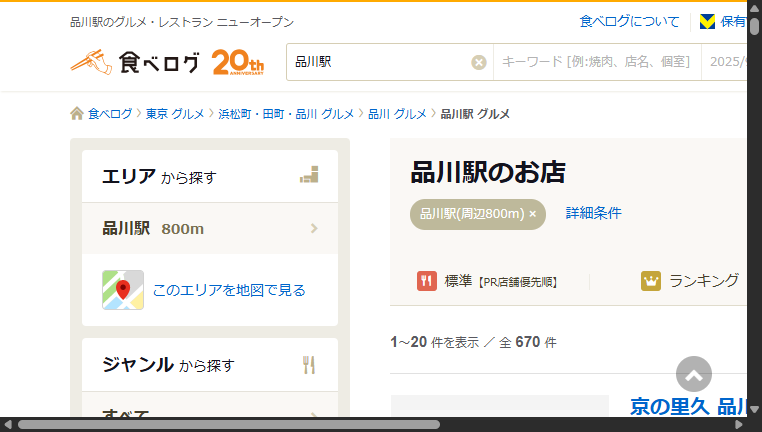 品川駅のグルメ・レストラン ニューオープン
食べログについて
保有
食べログ 20th ANNIVERSARY
品川駅
キーワード [例:焼肉、店名、個室]
2025/
食べログ > 東京 グルメ > 浜松町・田町・品川 グルメ > 品川 グルメ > 品川駅 グルメ
エリア から探す
品川駅 800m
このエリアを地図で見る
ジャンル から探す
すべて
品川駅のお店
品川駅(周辺800m) ×
詳細条件
標準【PR店舗優先順】
ランキング
1～20 件を表示 ／ 全 670 件
京の里久 品川